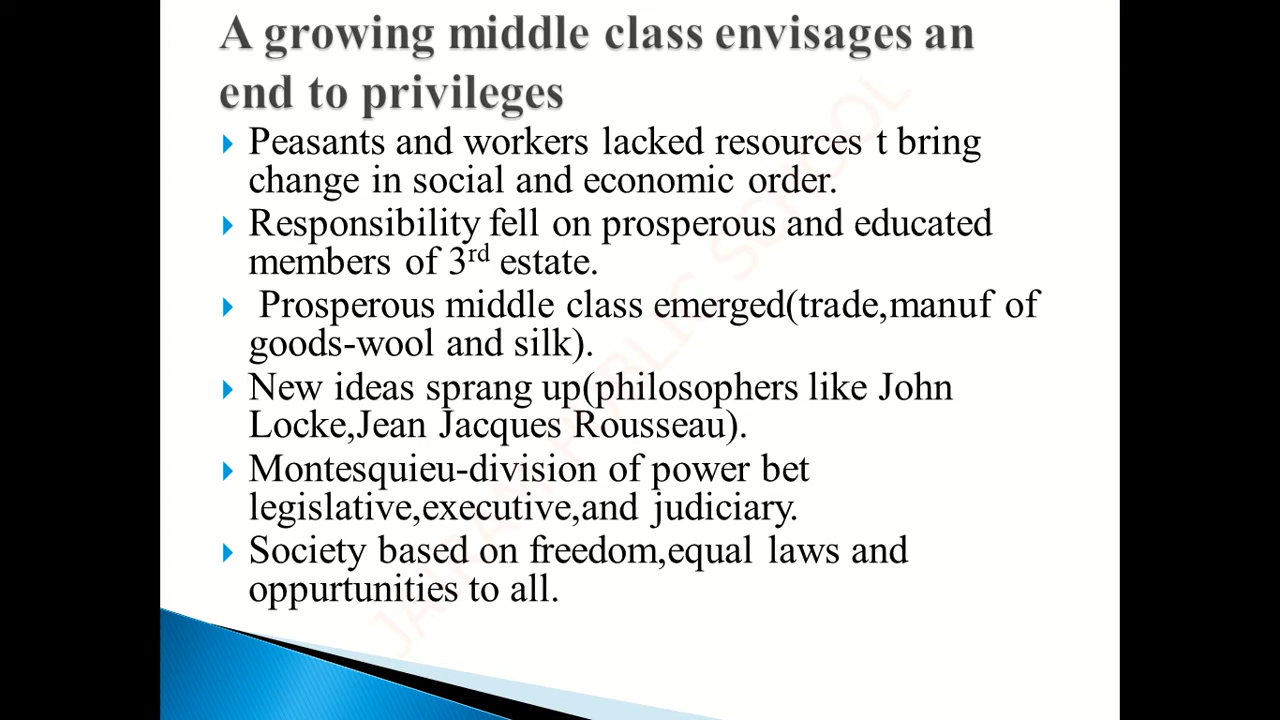 A growing middle class envisages an
end to privileges
Peasants and workers lacked resources t bring
change in social and economic order.
Responsibility fell on prosperous and educated
members of 3rd estate.
Prosperous middle class emerged(trade,manuf of
goods-wool and silk).
New ideas sprang up(philosophers like John
Locke,Jean Jacques Rousseau).
Montesquieu-division of power bet
legislative,executive,and judiciary.
Society based on freedom,equal laws and
oppurtunities to all.